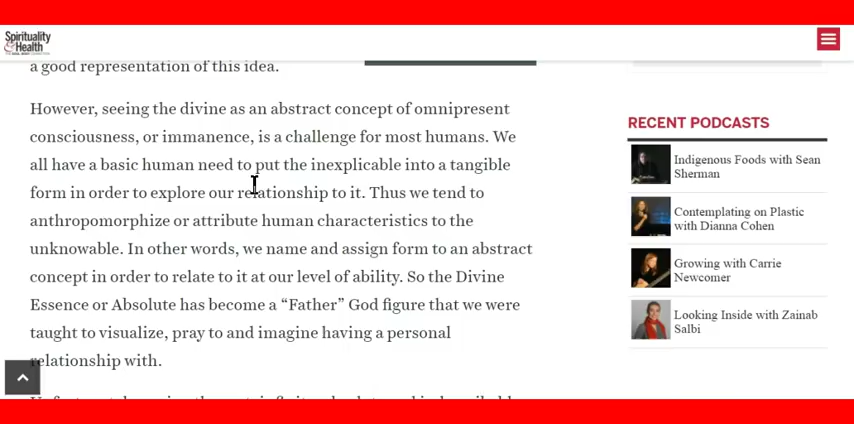 Spirituality
& Health
a good representation of this idea.
However, seeing the divine as an abstract concept of omnipresent
consciousness, or immanence, is a challenge for most humans. We
all have a basic human need to put the inexplicable into a tangible
form in order to explore our relationship to it. Thus we tend to
anthropomorphize or attribute human characteristics to the
unknowable. In other words, we name and assign form to an abstract
concept in order to relate to it at our level of ability. So the Divine
Essence or Absolute has become a “Father” God figure that we were
taught to visualize, pray to and imagine having a personal
relationship with.
RECENT PODCASTS
Indigenous Foods with Sean
Sherman
Contemplating on Plastic
with Dianna Cohen
Growing with Carrie
Newcomer
Looking Inside with Zainab
Salbi